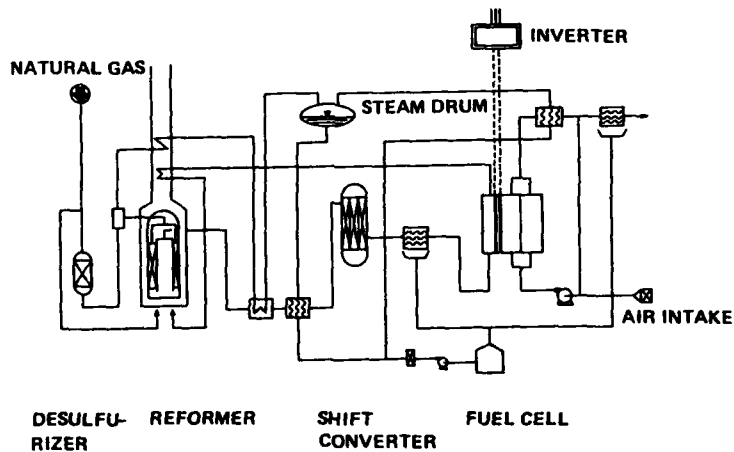 INVERTER
NATURAL GAS
STEAM DRUM
AIR INTAKE
DESULFU-
RIZER
REFORMER
SHIFT
CONVERTER
FUEL CELL